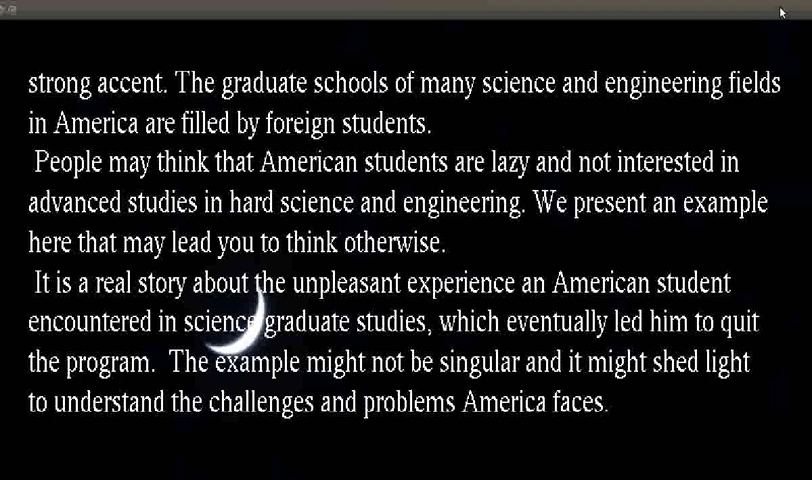 strong accent. The graduate schools of many science and engineering fields
in America are filled by foreign students.
People may think that American students are lazy and not interested in
advanced studies in hard science and engineering. We present an example
here that may lead you to think otherwise.
It is a real story about the unpleasant experience an American student
encountered in science graduate studies, which eventually led him to quit
the program. The example might not be singular and it might shed light
to understand the challenges and problems America faces.